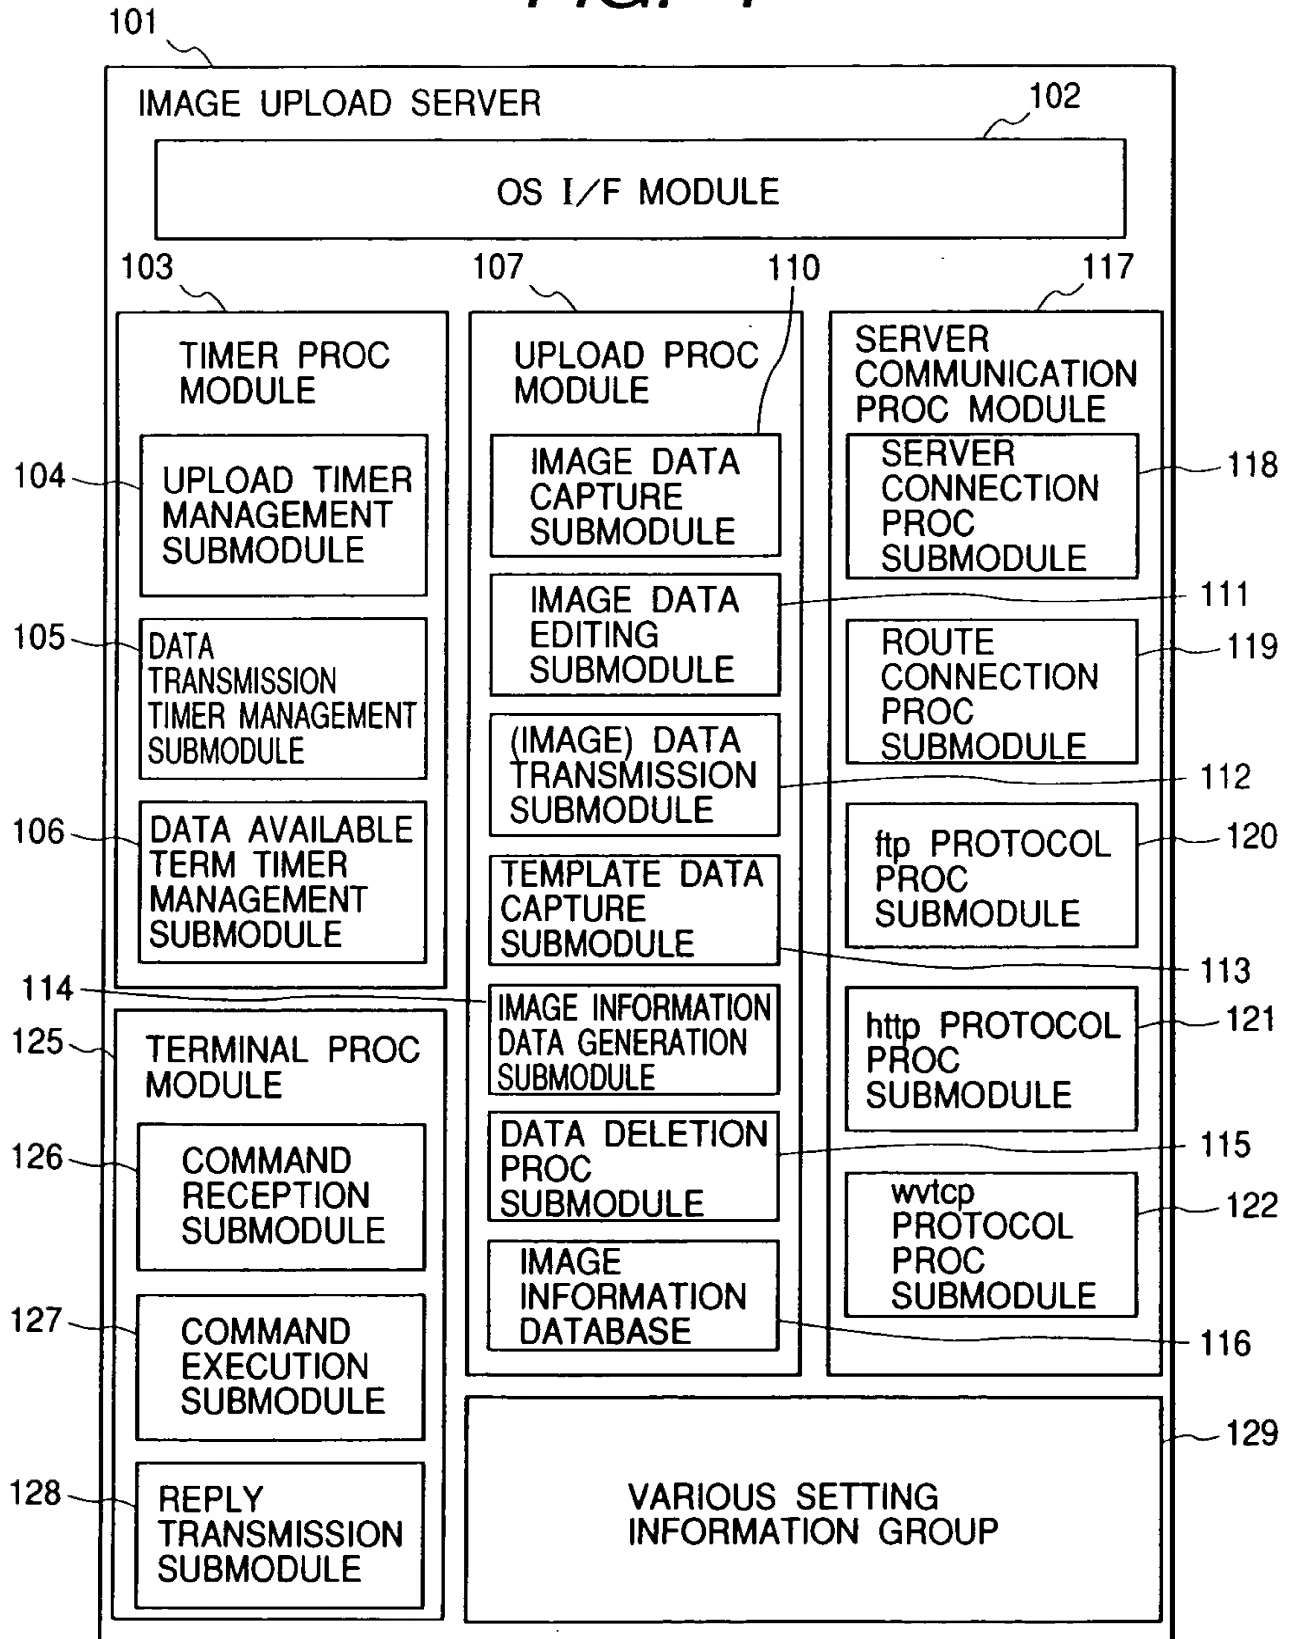 101
IMAGE UPLOAD SERVER
102
OS I/F MODULE
103
107
110
117
TIMER PROC
MODULE
104
UPLOAD TIMER
MANAGEMENT
SUBMODULE
105
DATA
TRANSMISSION
TIMER MANAGEMENT
SUBMODULE
106
DATA AVAILABLE
TERM TIMER
MANAGEMENT
SUBMODULE
UPLOAD PROC
MODULE
IMAGE DATA
CAPTURE
SUBMODULE
IMAGE DATA
EDITING
SUBMODULE
111
(IMAGE) DATA
TRANSMISSION
SUBMODULE
112
TEMPLATE DATA
CAPTURE
SUBMODULE
113
114
IMAGE INFORMATION
DATA GENERATION
SUBMODULE
DATA DELETION
PROC
SUBMODULE
115
IMAGE
INFORMATION
DATABASE
116
SERVER
COMMUNICATION
PROC MODULE
SERVER
CONNECTION
PROC
SUBMODULE
118
ROUTE
CONNECTION
PROC
SUBMODULE
119
ftp PROTOCOL
PROC
SUBMODULE
120
http PROTOCOL
PROC
SUBMODULE
121
wvtcp
PROTOCOL
PROC
SUBMODULE
122
125
TERMINAL PROC
MODULE
126
COMMAND
RECEPTION
SUBMODULE
127
COMMAND
EXECUTION
SUBMODULE
128
REPLY
TRANSMISSION
SUBMODULE
129
VARIOUS SETTING
INFORMATION GROUP